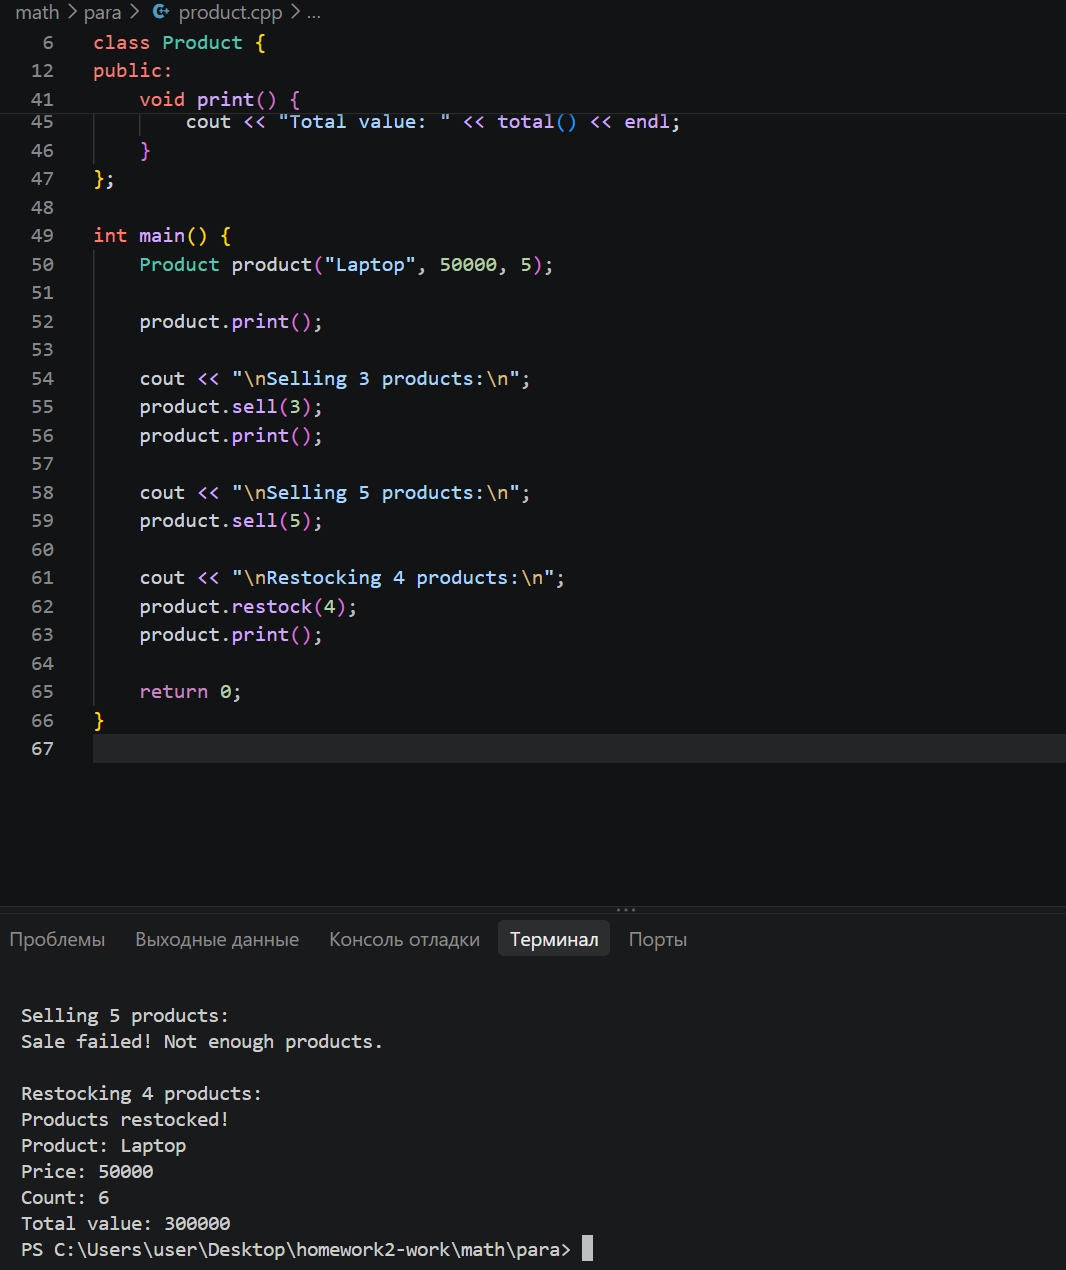 math > para > product.cpp > ...
6 class Product {
12 public:
41 void print() {
45 cout << "Total value: " << total() << endl;
46 }
47 };
48
49 int main() {
50 Product product("Laptop", 50000, 5);
51
52 product.print();
53
54 cout << "\nSelling 3 products:\n";
55 product.sell(3);
56 product.print();
57
58 cout << "\nSelling 5 products:\n";
59 product.sell(5);
60
61 cout << "\nRestocking 4 products:\n";
62 product.restock(4);
63 product.print();
64
65 return 0;
66 }
67
Проблемы Выходные данные Консоль отладки Терминал Порты
Selling 5 products:
Sale failed! Not enough products.
Restocking 4 products:
Products restocked!
Product: Laptop
Price: 50000
Count: 6
Total value: 300000
PS C:\Users\user\Desktop\homework2-work\math\para>